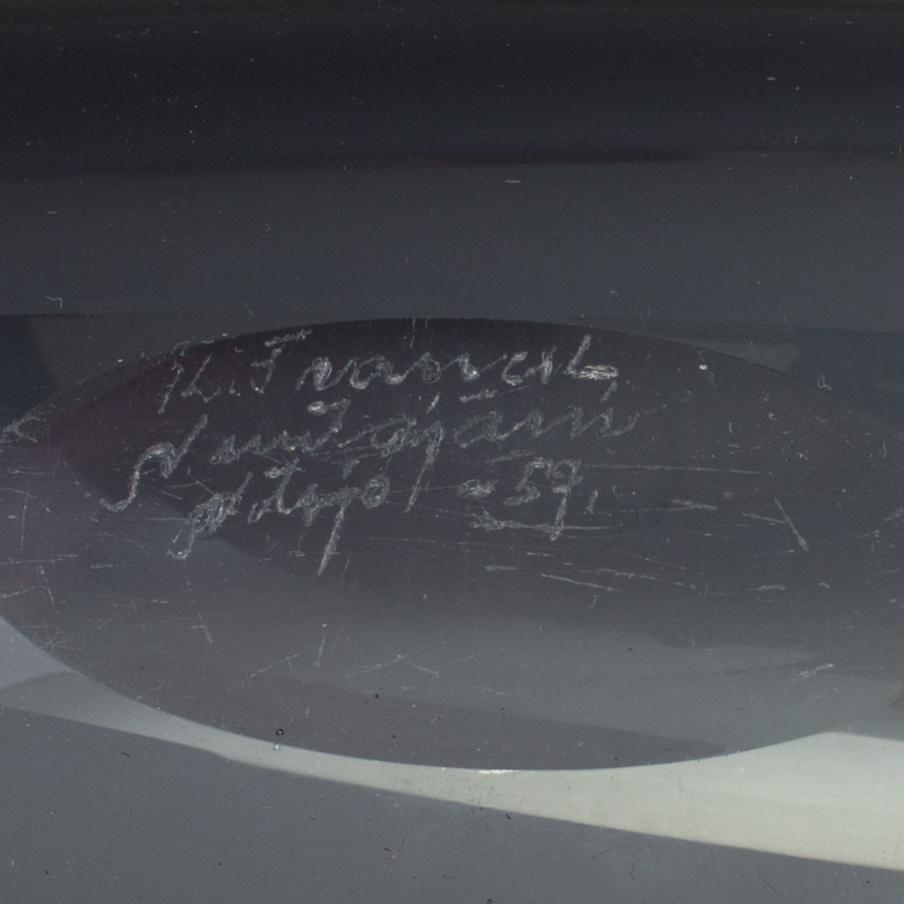 K. Franck
Nuutajärvi
Notsjö -59.